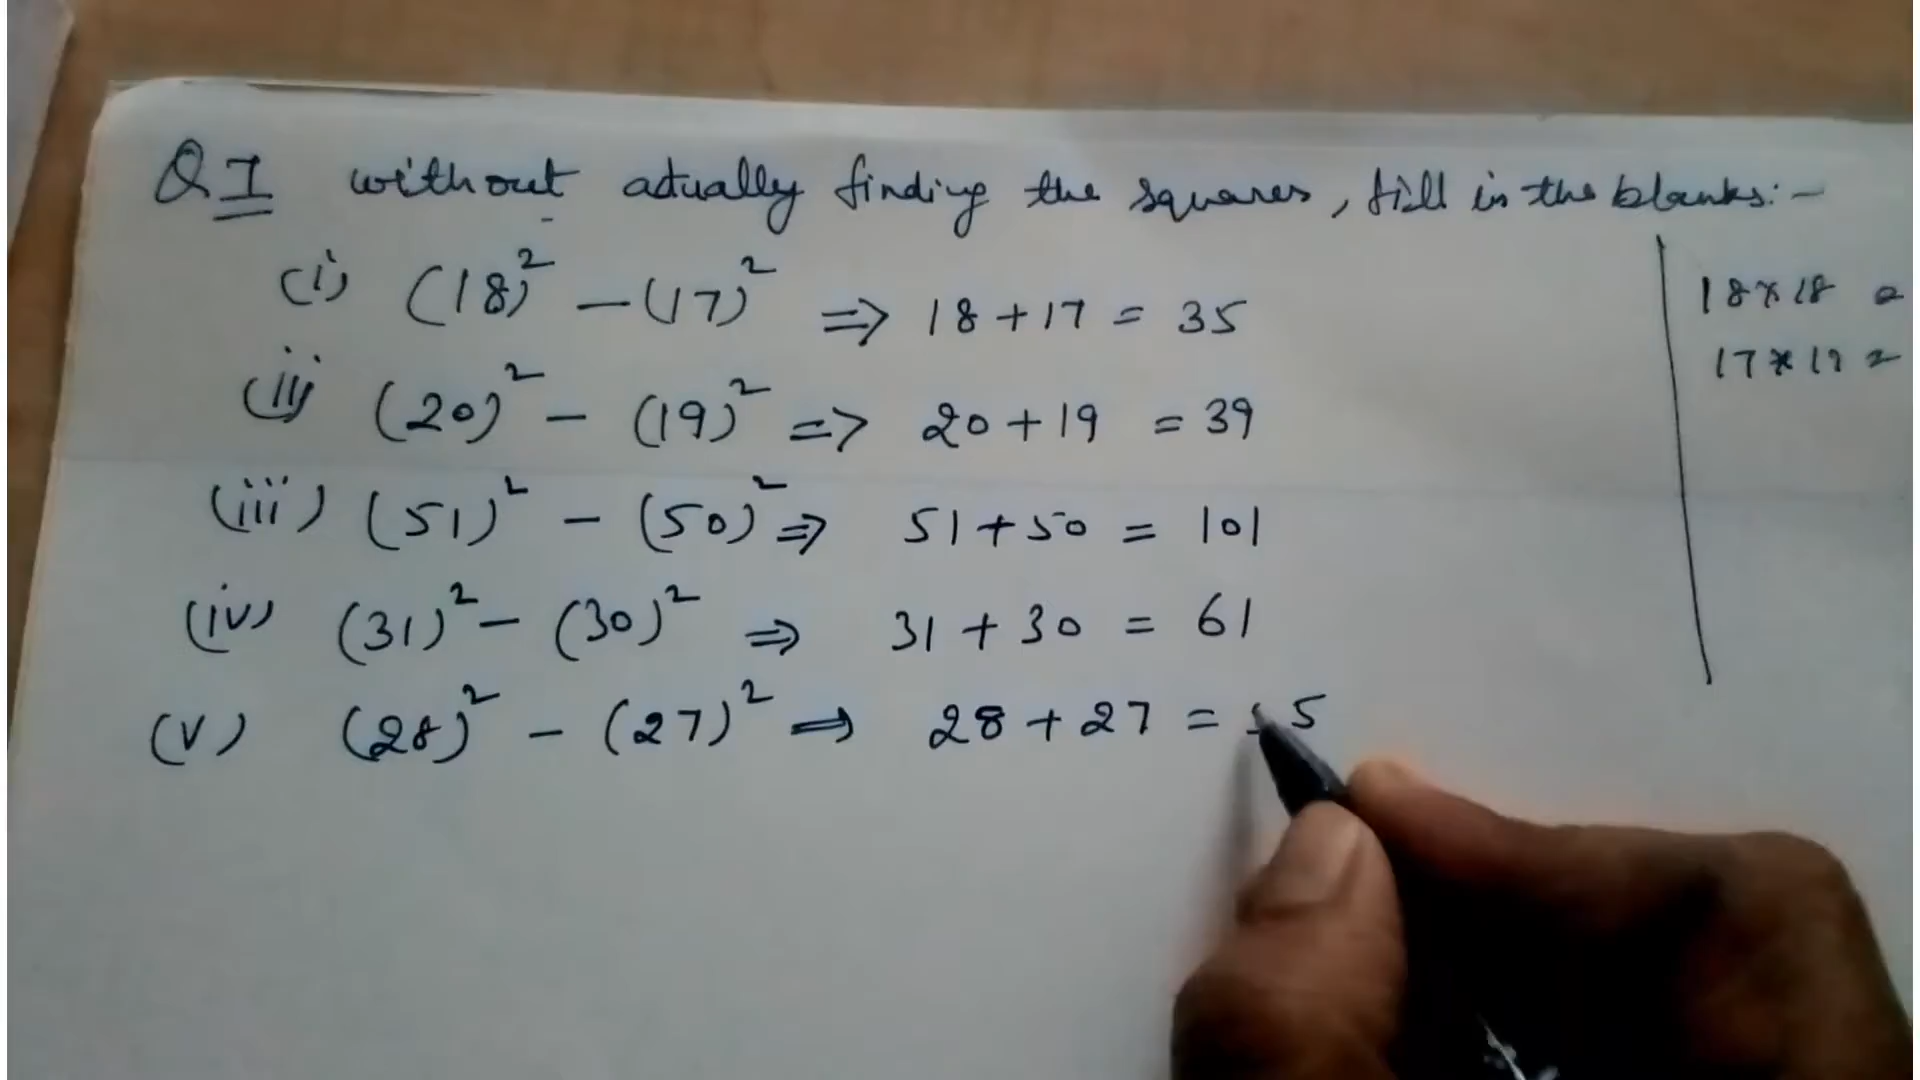 Q1 without actually finding the squares, fill in the blanks:-
(i) (18)² - (17)² ⇒ 18 + 17 = 35
(ii) (20)² - (19)² ⇒ 20 + 19 = 39
(iii) (51)² - (50)² ⇒ 51 + 50 = 101
(iv) (31)² - (30)² ⇒ 31 + 30 = 61
(v) (28)² - (27)² ⇒ 28 + 27 = 5
18 × 18 =
17 × 17 =